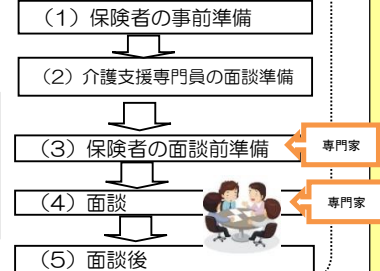 （1）保険者の事前準備
（2）介護支援専門員の面談準備
（3）保険者の面談前準備
専門家
（4）面談
専門家
（5）面談後